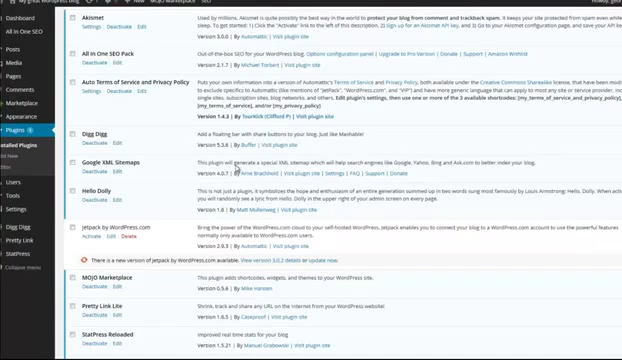 My great wordpress blog
New
MOJO Marketplace
SEO
Dashboard
All In One SEO
Posts
Media
Pages
Comments
Marketplace
Appearance
Plugins
Installed Plugins
Users
Tools
Settings
Digg Digg
Pretty Link
StatPress
Collapse menu
Akismet
Settings | Deactivate | Edit
Used by millions, Akismet is quite possibly the best way in the world to protect your blog from comment and trackback spam. It keeps your site protected from spam even while
you sleep. To get started: 1) Click the "Activate" link to the left of this description, 2) Sign up for an Akismet API key, and 3) Go to your Akismet configuration page, and save your API
Version 3.0.0 | By Automattic | Visit plugin site
All In One SEO Pack
Deactivate | Edit
Out-of-the-box SEO for your WordPress blog. Options configuration panel | Upgrade to Pro Version | Donate | Support | Amazon Wishlist
Version 2.1.7 | By Michael Torbert | Visit plugin site
Auto Terms of Service and Privacy Policy
Deactivate | Edit
Puts your own information into a version of Automattic's Terms of Service and Privacy Policy, both available under the Creative Commons Sharealike license, that have been
to exclude specifics to Automattic (like mentions of "JetPack", "WordPress.com", and "VIP") and have more generic language that can apply to most any site or service provider,
subscription sites, blog networks, and others. Edit plugin's settings, then use one or more of the 3 available shortcodes: [my_terms_of_service_and_privacy_policy],
[my_terms_of_service], and/or [my_privacy_policy]
Version 1.4.3 | By TourKick (Clifford P) | Visit plugin site
Digg Digg
Deactivate | Edit
Add a floating bar with share buttons to your blog. Just like Mashable!
Version 5.3.6 | By Buffer | Visit plugin site
Google XML Sitemaps
Deactivate | Edit
This plugin will generate a special XML sitemap which will help search engines like Google, Yahoo, Bing and Ask.com to better index your blog.
Version 4.0.7 | By Arne Brachhold | Visit plugin site | Settings | FAQ | Support | Donate
Hello Dolly
Deactivate | Edit
This is not just a plugin, it symbolizes the hope and enthusiasm of an entire generation summed up in two words sung most famously by Louis Armstrong: Hello, Dolly. When
you will randomly see a lyric from Hello, Dolly in the upper right of your admin screen on every page.
Version 1.6 | By Matt Mullenweg | Visit plugin site
Jetpack by WordPress.com
Activate | Edit | Delete
Bring the power of the WordPress.com cloud to your self-hosted WordPress. Jetpack enables you to connect your blog to a WordPress.com account to use the powerful features
normally only available to WordPress.com users.
Version 2.9.3 | By Automattic | Visit plugin site
There is a new version of Jetpack by WordPress.com available. View version 3.0.2 details or update now.
MOJO Marketplace
Deactivate | Edit
This plugin adds shortcodes, widgets, and themes to your WordPress site.
Version 0.5.6 | By Mike Hansen
Pretty Link Lite
Deactivate | Edit
Shrink, track and share any URL on the Internet from your WordPress website!
Version 1.6.5 | By Caseproof | Visit plugin site
StatPress Reloaded
Deactivate | Edit
Improved real time stats for your blog
Version 1.5.21 | By Manuel Grabowski | Visit plugin site